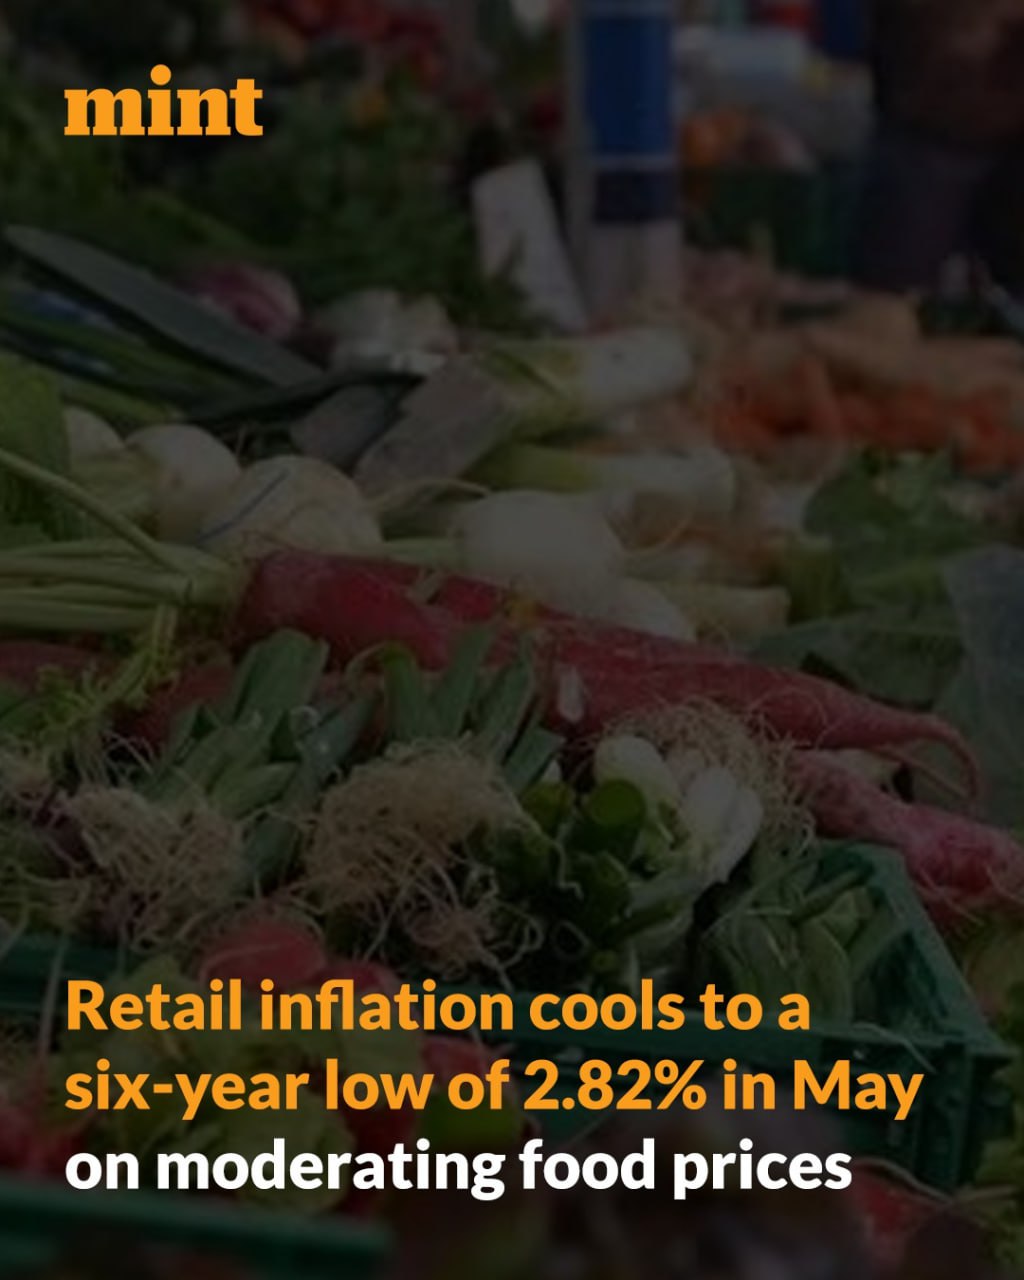 mint
Retail inflation cools to a
six-year low of 2.82% in May
on moderating food prices